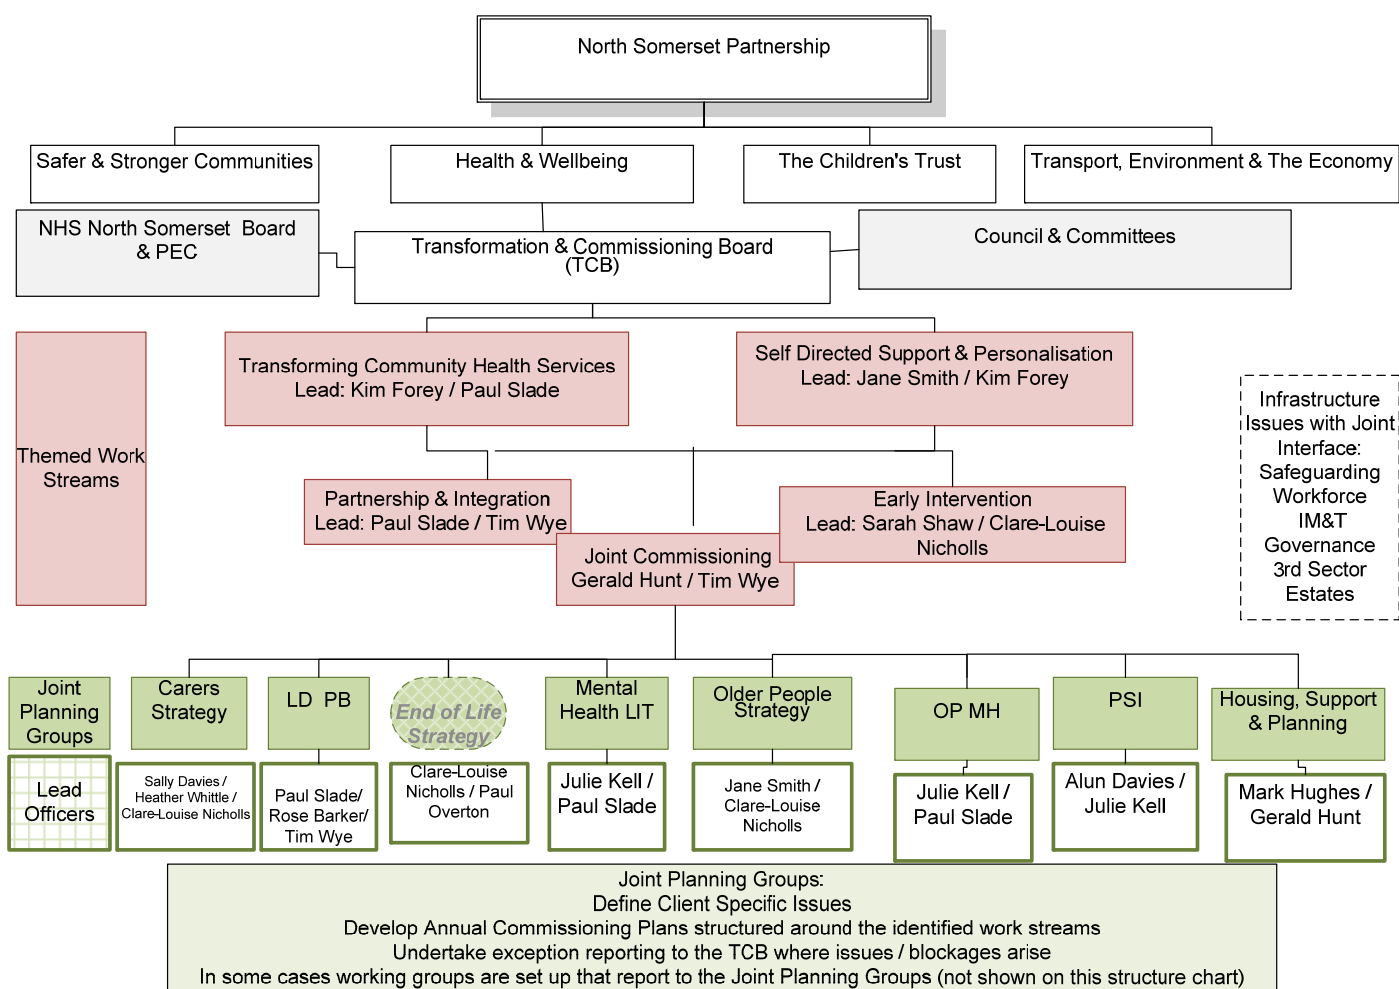 North Somerset Partnership
Safer & Stronger Communities
Health & Wellbeing
The Children's Trust
Transport, Environment & The Economy
NHS North Somerset Board
& PEC
Transformation & Commissioning Board
(TCB)
Council & Committees
Themed Work
Streams
Transforming Community Health Services
Lead: Kim Forey / Paul Slade
Self Directed Support & Personalisation
Lead: Jane Smith / Kim Forey
Infrastructure
Issues with Joint
Interface:
Safeguarding
Workforce
IM&T
Governance
3rd Sector
Estates
Partnership & Integration
Lead: Paul Slade / Tim Wye
Early Intervention
Lead: Sarah Shaw / Clare-Louise
Nicholls
Joint Commissioning
Gerald Hunt / Tim Wye
Joint
Planning
Groups
Carers
Strategy
LD PB
End of Life
Strategy
Mental
Health LIT
Older People
Strategy
OP MH
PSI
Housing, Support
& Planning
Lead
Officers
Sally Davies /
Heather Whittle /
Clare-Louise Nicholls
Paul Slade/
Rose Barker/
Tim Wye
Clare-Louise
Nicholls / Paul
Overton
Julie Kell /
Paul Slade
Jane Smith /
Clare-Louise
Nicholls
Julie Kell /
Paul Slade
Alun Davies /
Julie Kell
Mark Hughes /
Gerald Hunt
Joint Planning Groups:
Define Client Specific Issues
Develop Annual Commissioning Plans structured around the identified work streams
Undertake exception reporting to the TCB where issues / blockages arise
In some cases working groups are set up that report to the Joint Planning Groups (not shown on this structure chart)